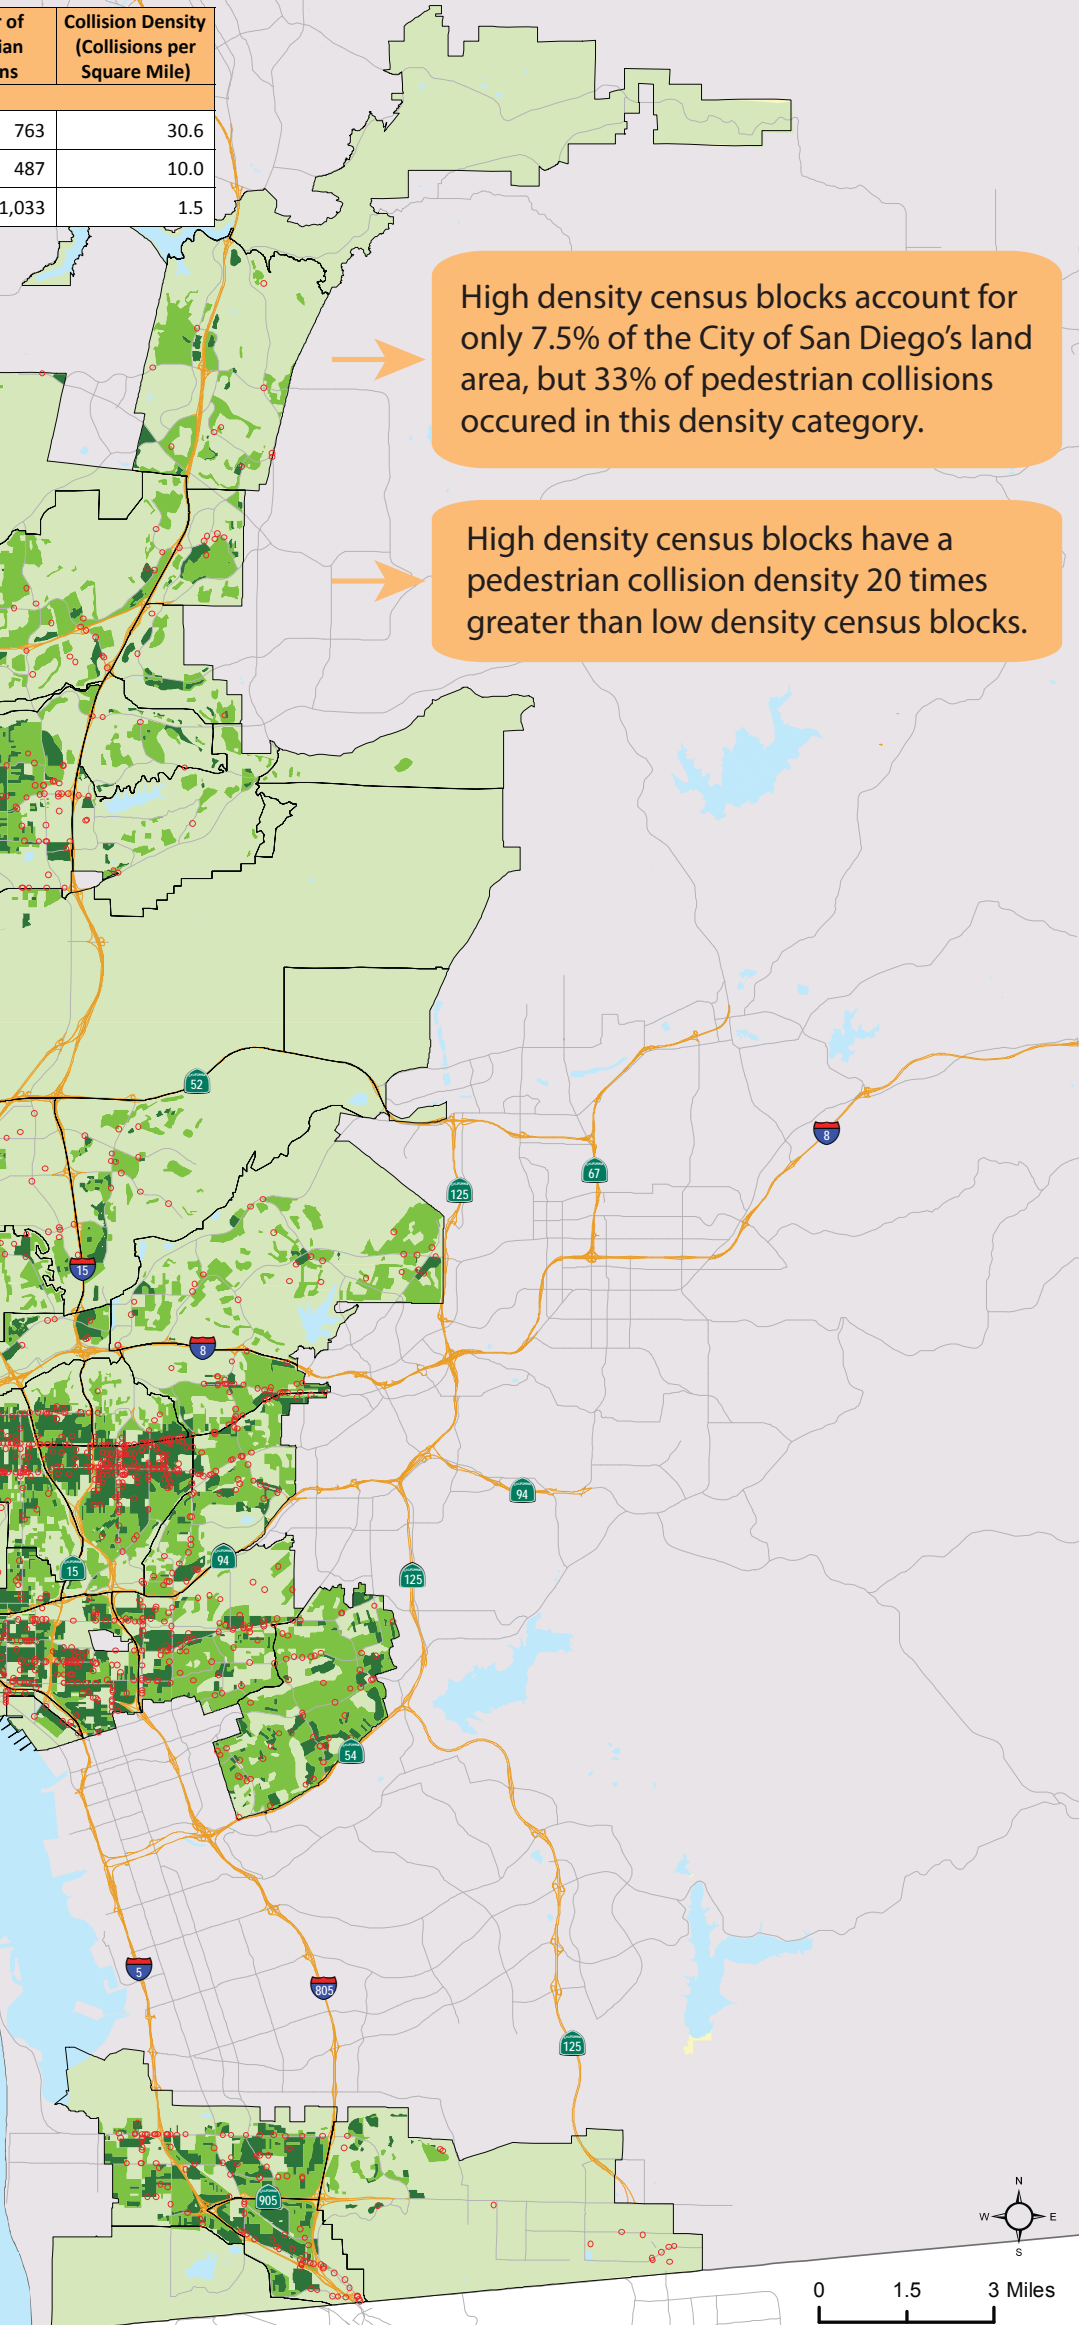 of
Collision Density
(Collisions per
Square Mile)
763
30.6
487
10.0
1,033
1.5
High density census blocks account for
only 7.5% of the City of San Diego's land
area, but 33% of pedestrian collisions
occured in this density category.
High density census blocks have a
pedestrian collision density 20 times
greater than low density census blocks.
52
8
67
125
15
8
94
94
15
125
54
5
805
125
905
N
W
E
S
0
1.5
3 Miles